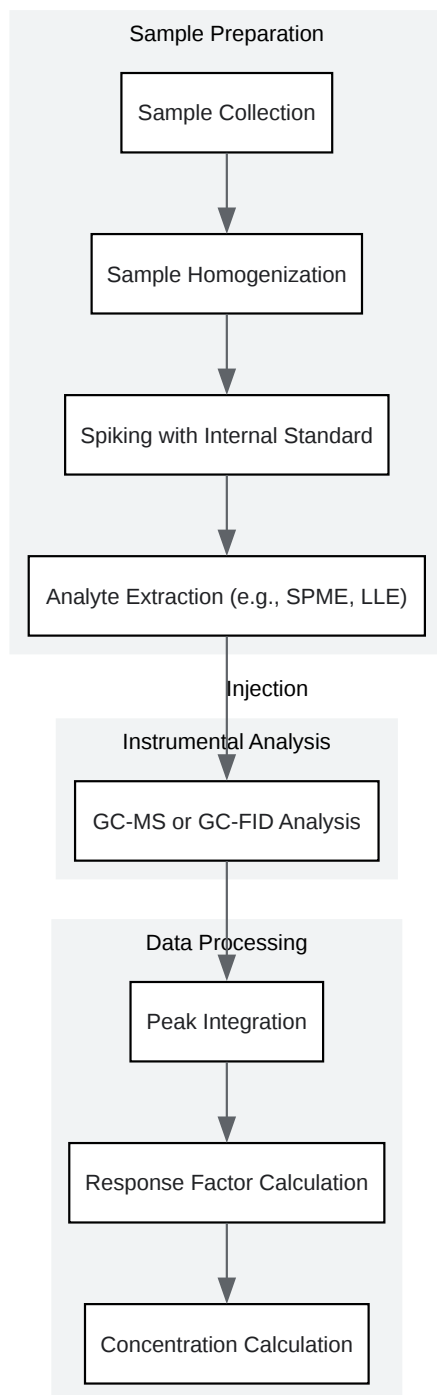 Sample Preparation
Sample Collection
Sample Homogenization
Spiking with Internal Standard
Analyte Extraction (e.g., SPME, LLE)
Injection
Instrumental Analysis
GC-MS or GC-FID Analysis
Data Processing
Peak Integration
Response Factor Calculation
Concentration Calculation